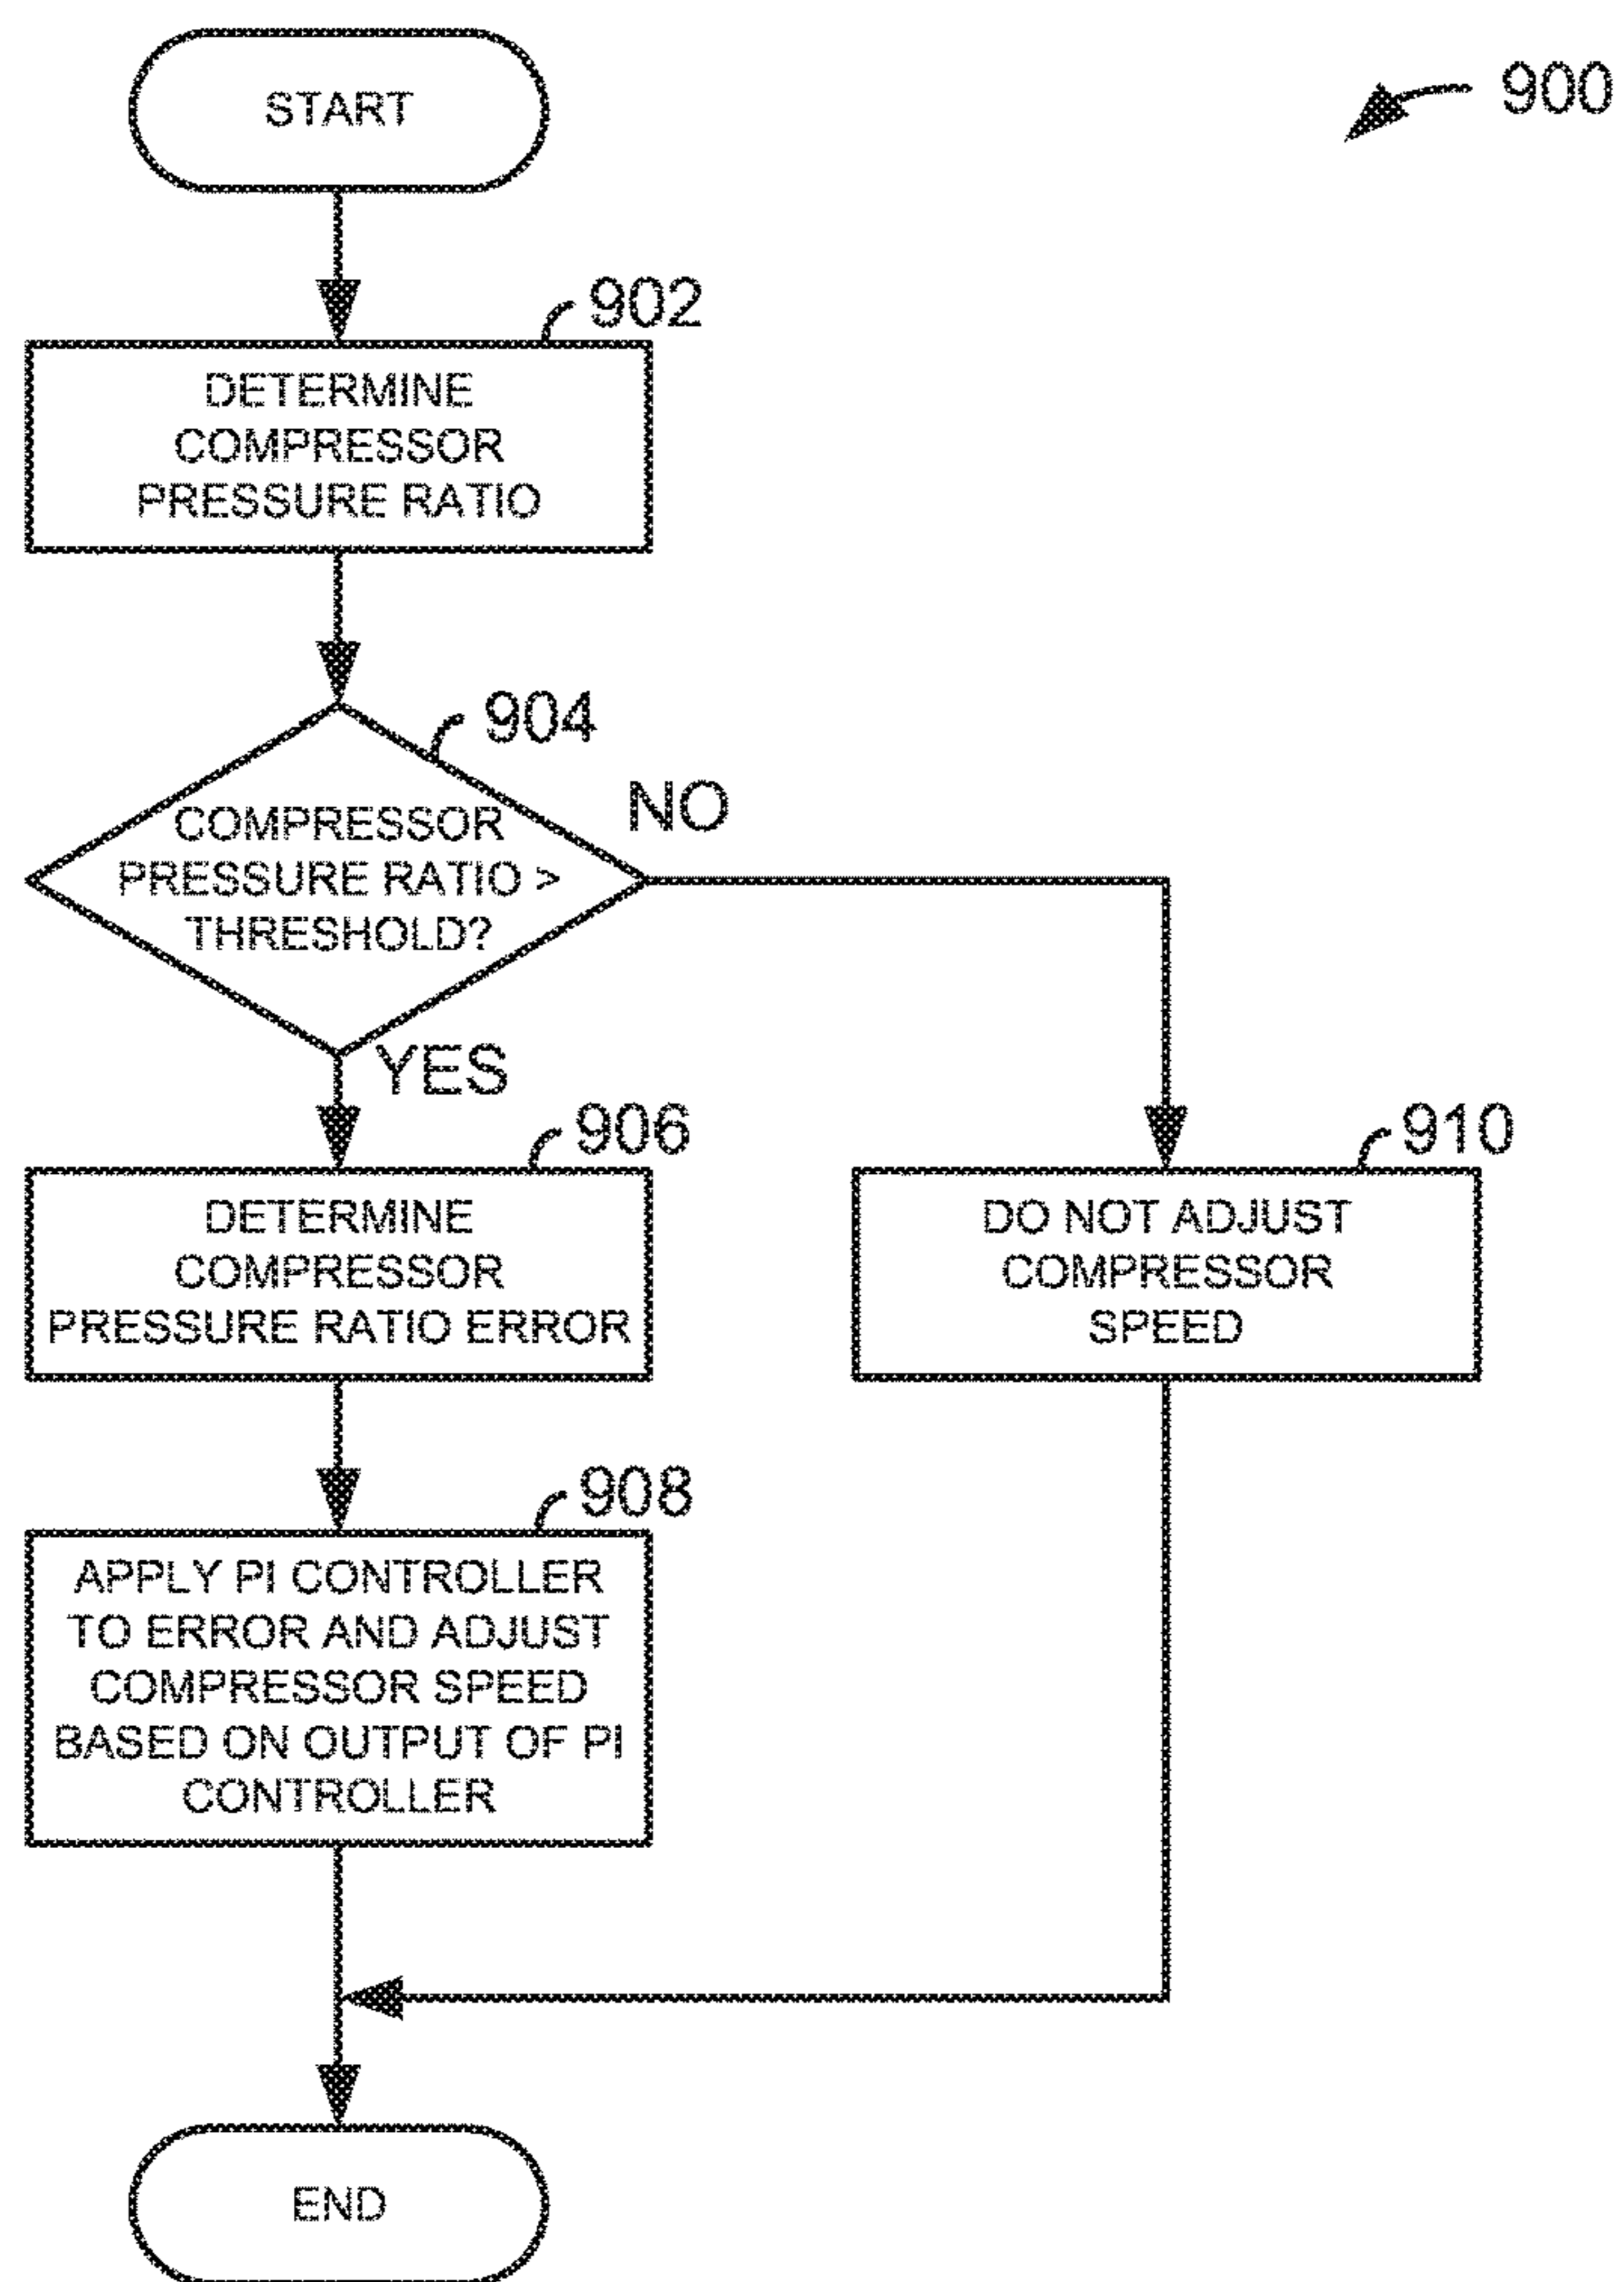 START
900
902
DETERMINE
COMPRESSOR
PRESSURE RATIO
904
COMPRESSOR
PRESSURE RATIO >
THRESHOLD?
NO
YES
906
DETERMINE
COMPRESSOR
PRESSURE RATIO ERROR
910
DO NOT ADJUST
COMPRESSOR
SPEED
908
APPLY PI CONTROLLER
TO ERROR AND ADJUST
COMPRESSOR SPEED
BASED ON OUTPUT OF PI
CONTROLLER
END